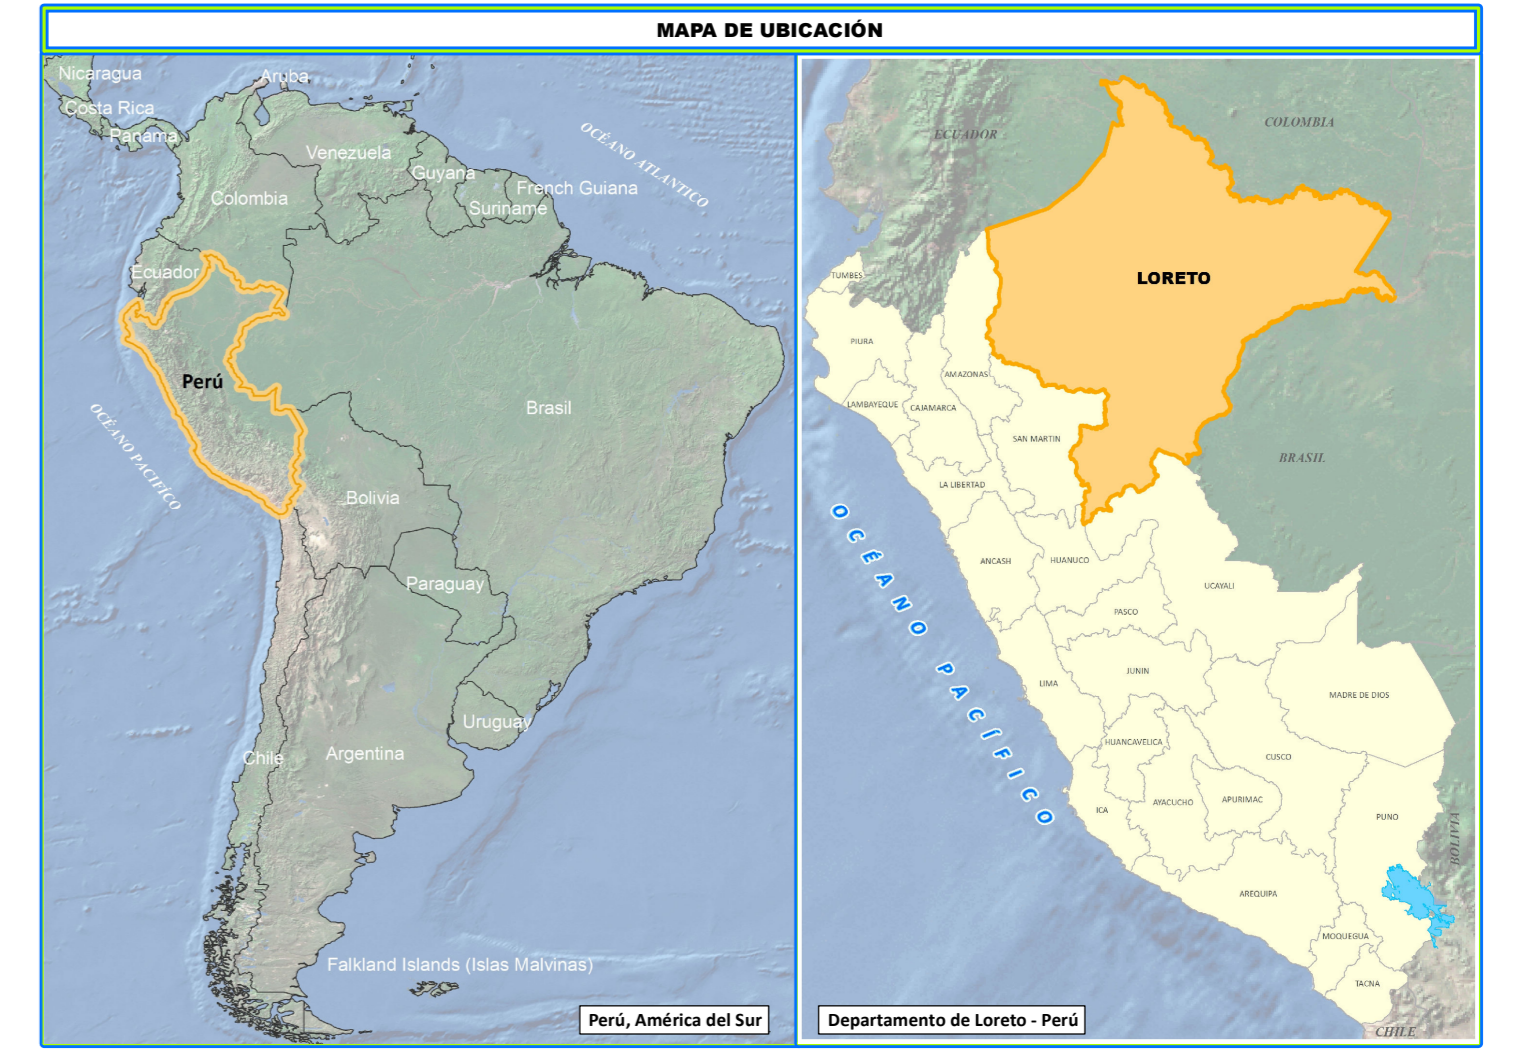 MAPA DE UBICACIÓN
Nicaragua
Aruba
Costa Rica
Panama
Venezuela
OCÉANO ATLANTICO
Guyana
French Guiana
Colombia
Suriname
Ecuador
Perú
Brasil
OCÉANO PACIFÍCO
Bolivia
Paraguay
Uruguay
Argentina
Chile
Falkland Islands (Islas Malvinas)
Perú, América del Sur
ECUADOR
COLOMBIA
TUMBES
LORETO
PIURA
AMAZONAS
LAMBAYEQUE
CAJAMARCA
SAN MARTIN
BRASIL
LA LIBERTAD
OCÉANO PACÍFICO
ANCASH
HUANUCO
UCAYALI
PASCO
JUNIN
LIMA
MADRE DE DIOS
HUANCAVELICA
CUSCO
ICA
AYACUCHO
APURIMAC
PUNO
BOLIVIA
AREQUIPA
MOQUEGUA
TACNA
Departamento de Loreto - Perú
CHILE